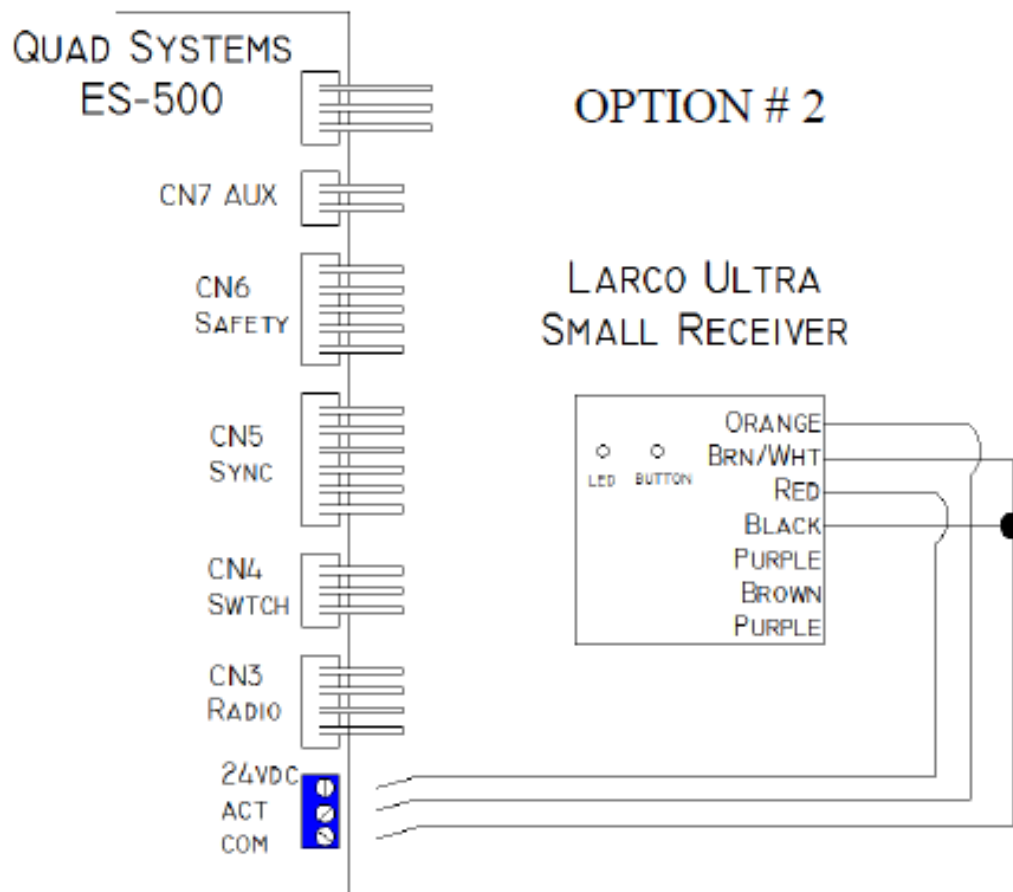 QUAD SYSTEMS
ES-500
OPTION # 2
CN7 AUX
CN6
SAFETY
LARCO ULTRA
SMALL RECEIVER
CN5
SYNC
LED
BUTTON
ORANGE
BRN/WHT
RED
BLACK
PURPLE
BROWN
PURPLE
CN4
SWTCH
CN3
RADIO
24VDC
ACT
COM